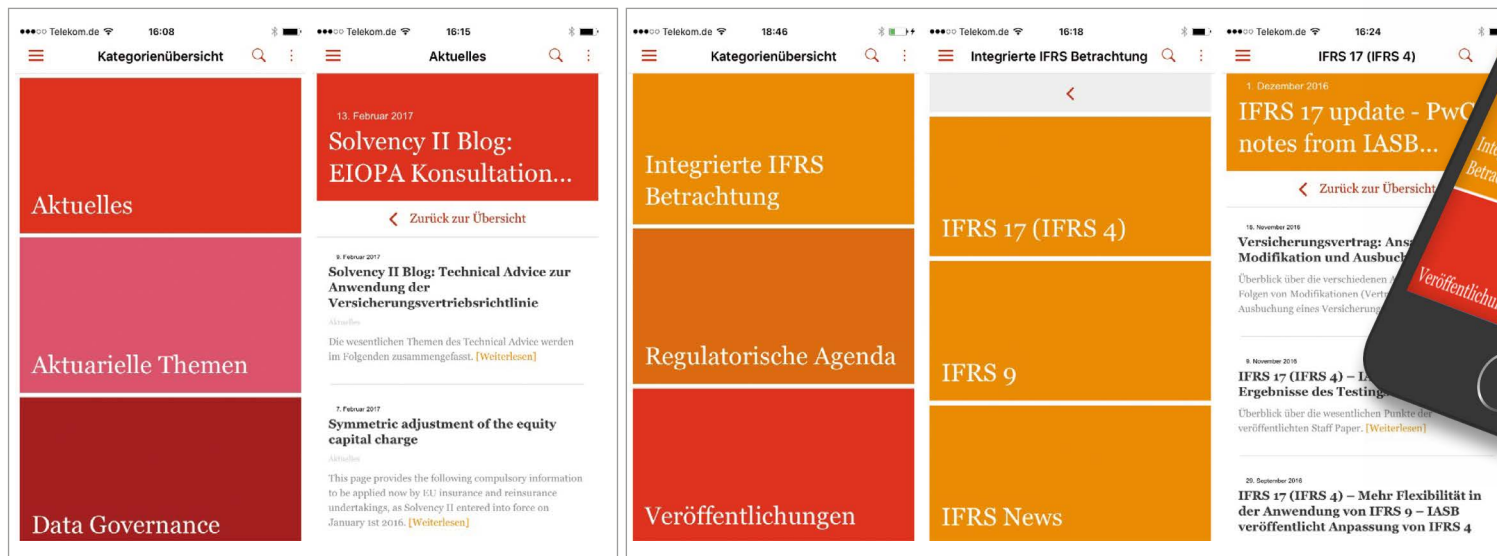 Telekom.de 16:08
Kategorienübersicht
Aktuelles
Aktuarielle Themen
Data Governance
Telekom.de 16:15
Aktuelles
13. Februar 2017
Solvency II Blog:
EIOPA Konsultation...
Zurück zur Übersicht
9. Februar 2017
Solvency II Blog: Technical Advice zur
Anwendung der
Versicherungsvertriebsrichtlinie
Aktuelles
Die wesentlichen Themen des Technical Advice werden
im Folgenden zusammengefasst. [Weiterlesen]
7. Februar 2017
Symmetric adjustment of the equity
capital charge
Aktuelles
This page provides the following compulsory information
to be applied now by EU insurance and reinsurance
undertakings, as Solvency II entered into force on
January 1st 2016. [Weiterlesen]
Telekom.de 18:46
Kategorienübersicht
Integrierte IFRS
Betrachtung
Regulatorische Agenda
Veröffentlichungen
Telekom.de 16:18
Integrierte IFRS Betrachtung
IFRS 17 (IFRS 4)
IFRS 9
IFRS News
Telekom.de 16:24
IFRS 17 (IFRS 4)
1. Dezember 2016
IFRS 17 update - PwC
notes from IASB...
Zurück zur Übersicht
18. November 2016
Versicherungsvertrag:
Modifikation und
Überblick über die verschiedenen
Folgen von Modifikationen
Ausbuchung eines
9. November 2016
IFRS 17 (IFRS 4) –
Ergebnisse des
Überblick über die wesentlichen Punkte der
veröffentlichten Staff Paper. [Weiterlesen]
29. September 2016
IFRS 17 (IFRS 4) – Mehr Flexibilität in
der Anwendung von IFRS 9 – IASB
veröffentlicht Anpassung von IFRS 4